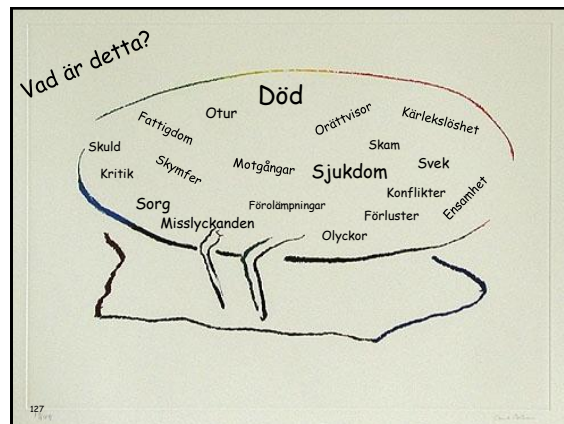 Vad är detta?
Död
Otur
Fattigdom
Orättvisor
Kärlekslöshet
Skuld
Skam
Kritik
Skymfer
Motgångar
Sjukdom
Svek
Konflikter
Ensamhet
Sorg
Förolämpningar
Misslyckanden
Förluster
Olyckor
127